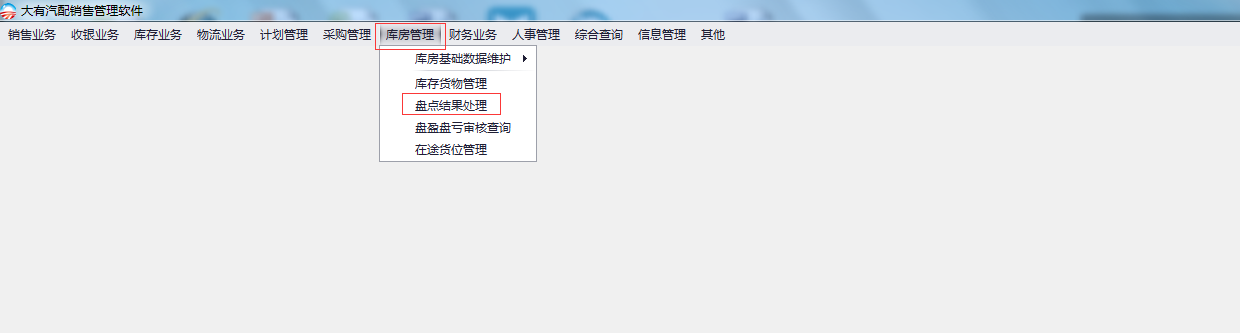 大有汽配销售管理软件
销售业务 收银业务 库存业务 物流业务 计划管理 采购管理 库房管理 财务业务 人事管理 综合查询 信息管理 其他
库房基础数据维护
库存货物管理
盘点结果处理
盘盈盘亏审核查询
在途货位管理